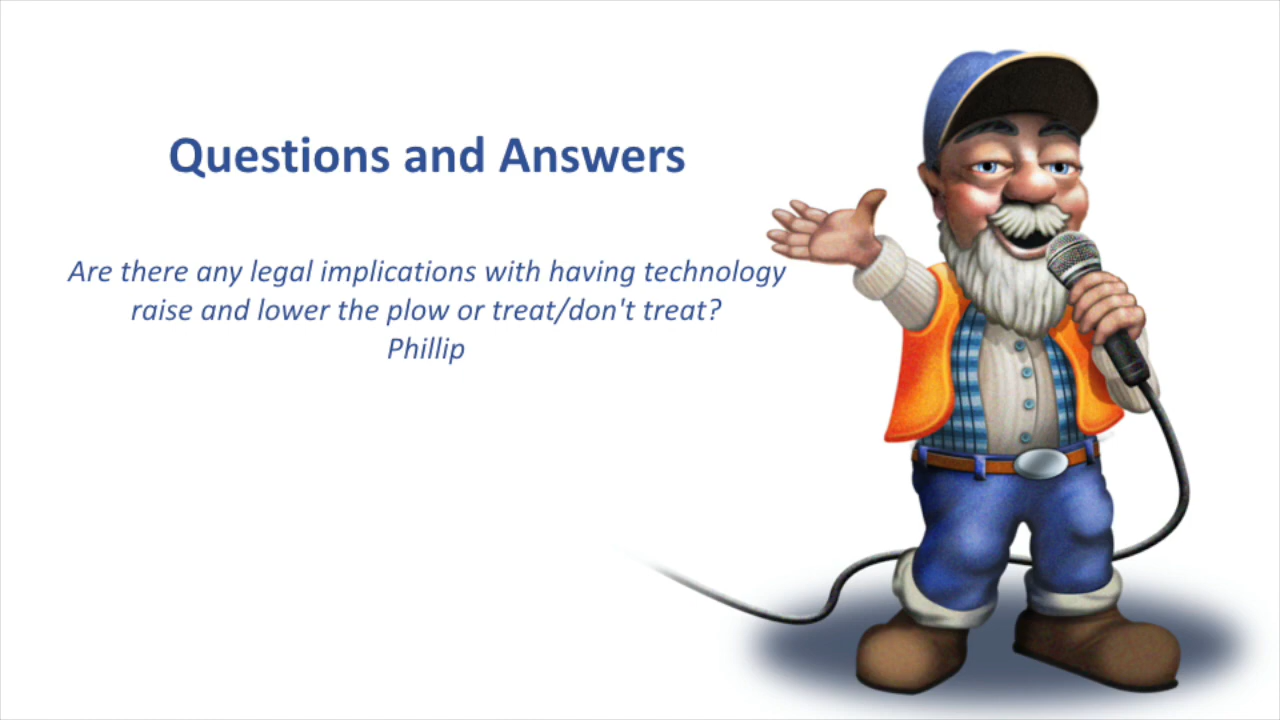 Questions and Answers
Are there any legal implications with having technology
raise and lower the plow or treat/don't treat?
Phillip